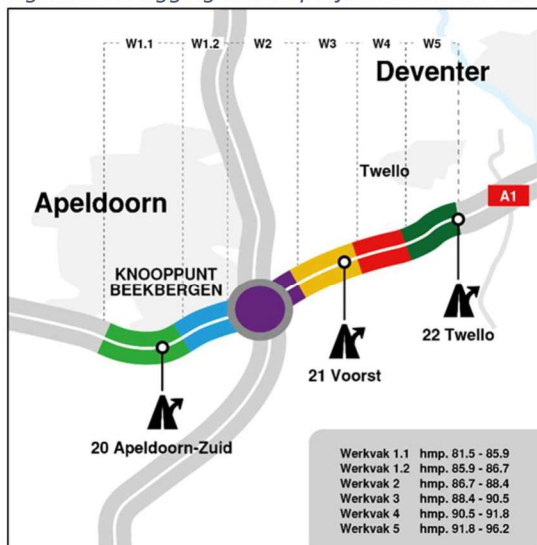 W1.1 W1.2 W2 W3 W4 W5
Deventer
Twello
A1
Apeldoorn
KNOOPPUNT
BEEKBERGEN
22 Twello
21 Voorst
20 Apeldoorn-Zuid
Werkvak 1.1 hmp. 81.5 - 85.9
Werkvak 1.2 hmp. 85.9 - 86.7
Werkvak 2 hmp. 86.7 - 88.4
Werkvak 3 hmp. 88.4 - 90.5
Werkvak 4 hmp. 90.5 - 91.8
Werkvak 5 hmp. 91.8 - 96.2